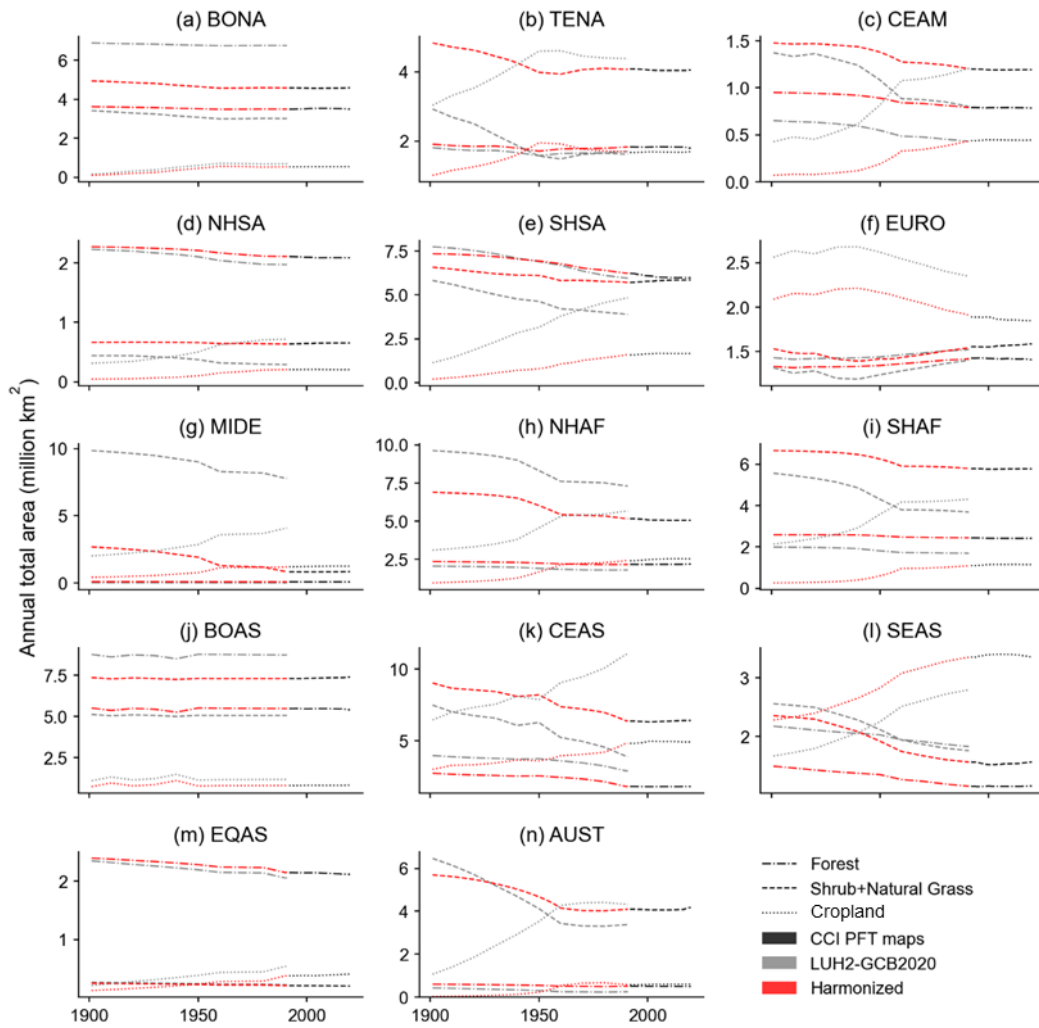 (a) BONA
(b) TENA
(c) CEAM
6
4
2
0
4
2
1.5
1.0
0.5
0.0
1900
1950
2000
(d) NHSA
(e) SHSA
(f) EURO
2
1
0
7.5
5.0
2.5
0.0
2.5
2.0
1.5
(g) MIDE
(h) NHAF
(i) SHAF
10
5
0
10.0
7.5
5.0
2.5
6
4
2
0
(j) BOAS
(k) CEAS
(l) SEAS
7.5
5.0
2.5
10
5
3
2
(m) EQAS
(n) AUST
2
1
6
4
2
0
1900
1950
2000
1900
1950
2000
Annual total area (million km²)
Forest
Shrub+Natural Grass
Cropland
CCI PFT maps
LUH2-GCB2020
Harmonized